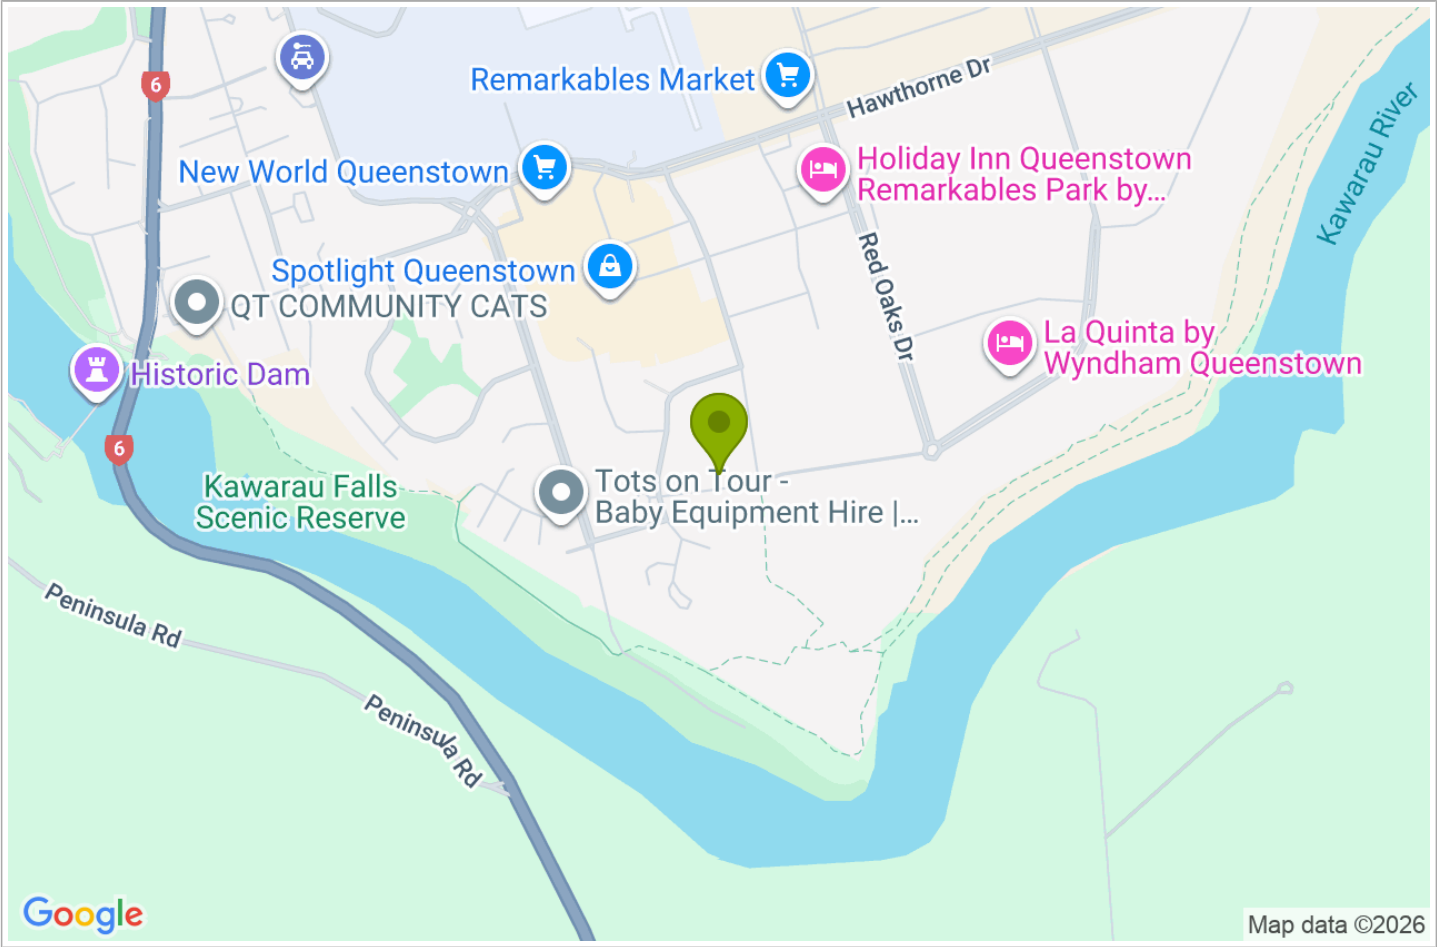 6
Remarkables Market
Hawthorne Dr
Kawarau River
New World Queenstown
Holiday Inn Queenstown
Remarkables Park by...
Spotlight Queenstown
Red Oaks Dr
QT COMMUNITY CATS
La Quinta by
Wyndham Queenstown
Historic Dam
6
Kawarau Falls
Scenic Reserve
Tots on Tour -
Baby Equipment Hire |...
Peninsula Rd
Peninsula Rd
Google
Map data ©2026